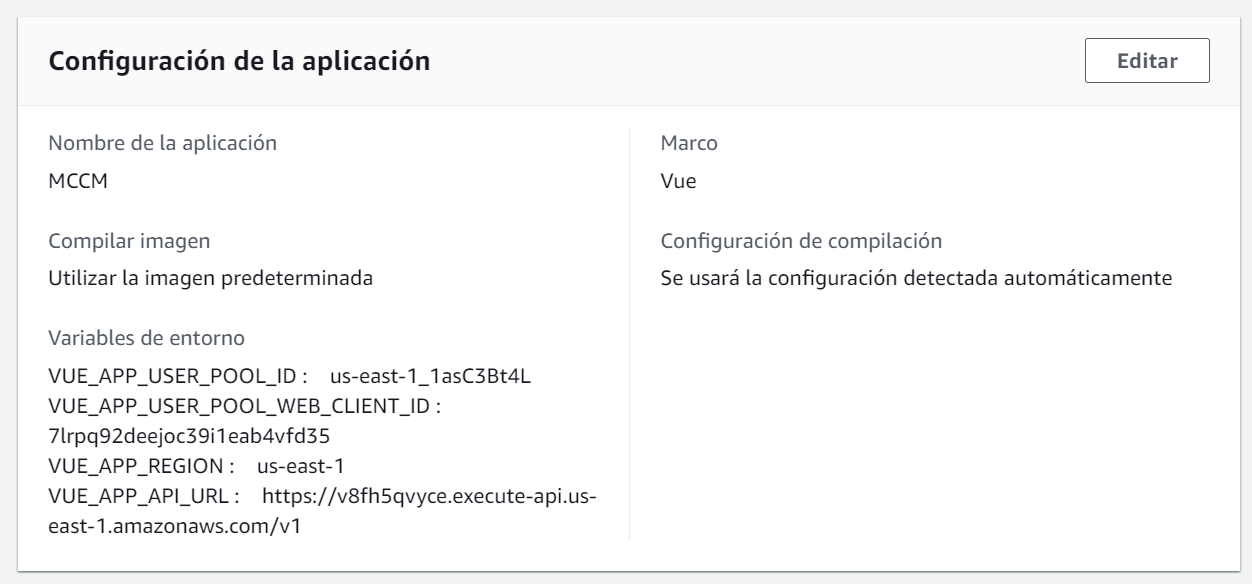 Configuración de la aplicación
Editar
Nombre de la aplicación
MCCM
Marco
Vue
Compilar imagen
Utilizar la imagen predeterminada
Configuración de compilación
Se usará la configuración detectada automáticamente
Variables de entorno
VUE_APP_USER_POOL_ID : us-east-1_1asC3Bt4L
VUE_APP_USER_POOL_WEB_CLIENT_ID :
7lrpq92deejoc39i1eab4vfd35
VUE_APP_REGION : us-east-1
VUE_APP_API_URL : https://v8fh5qvyce.execute-api.us-
east-1.amazonaws.com/v1